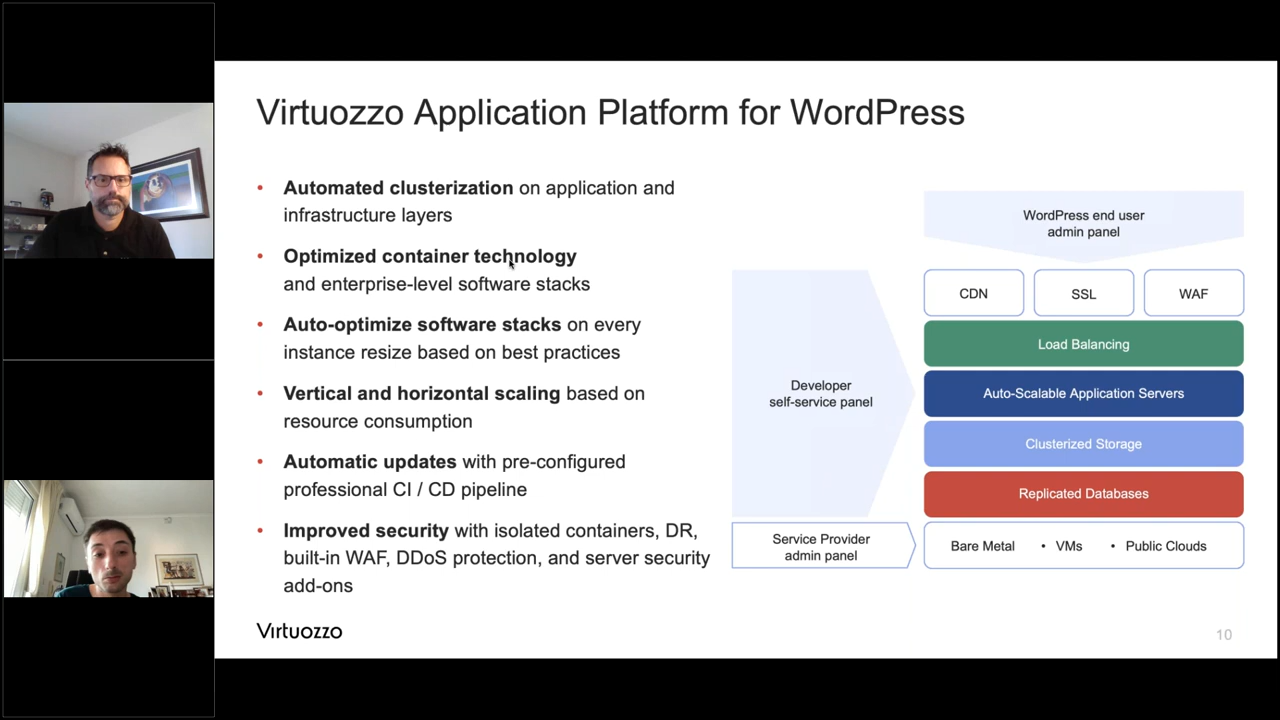 Virtuozzo Application Platform for WordPress
• Automated clusterization on application and
infrastructure layers
• Optimized container technology
and enterprise-level software stacks
• Auto-optimize software stacks on every
instance resize based on best practices
• Vertical and horizontal scaling based on
resource consumption
• Automatic updates with pre-configured
professional CI / CD pipeline
• Improved security with isolated containers, DR,
built-in WAF, DDoS protection, and server security
add-ons
WordPress end user
admin panel
CDN
SSL
WAF
Load Balancing
Developer
self-service panel
Auto-Scalable Application Servers
Clusterized Storage
Replicated Databases
Service Provider
admin panel
Bare Metal • VMs • Public Clouds
Virtuozzo
10